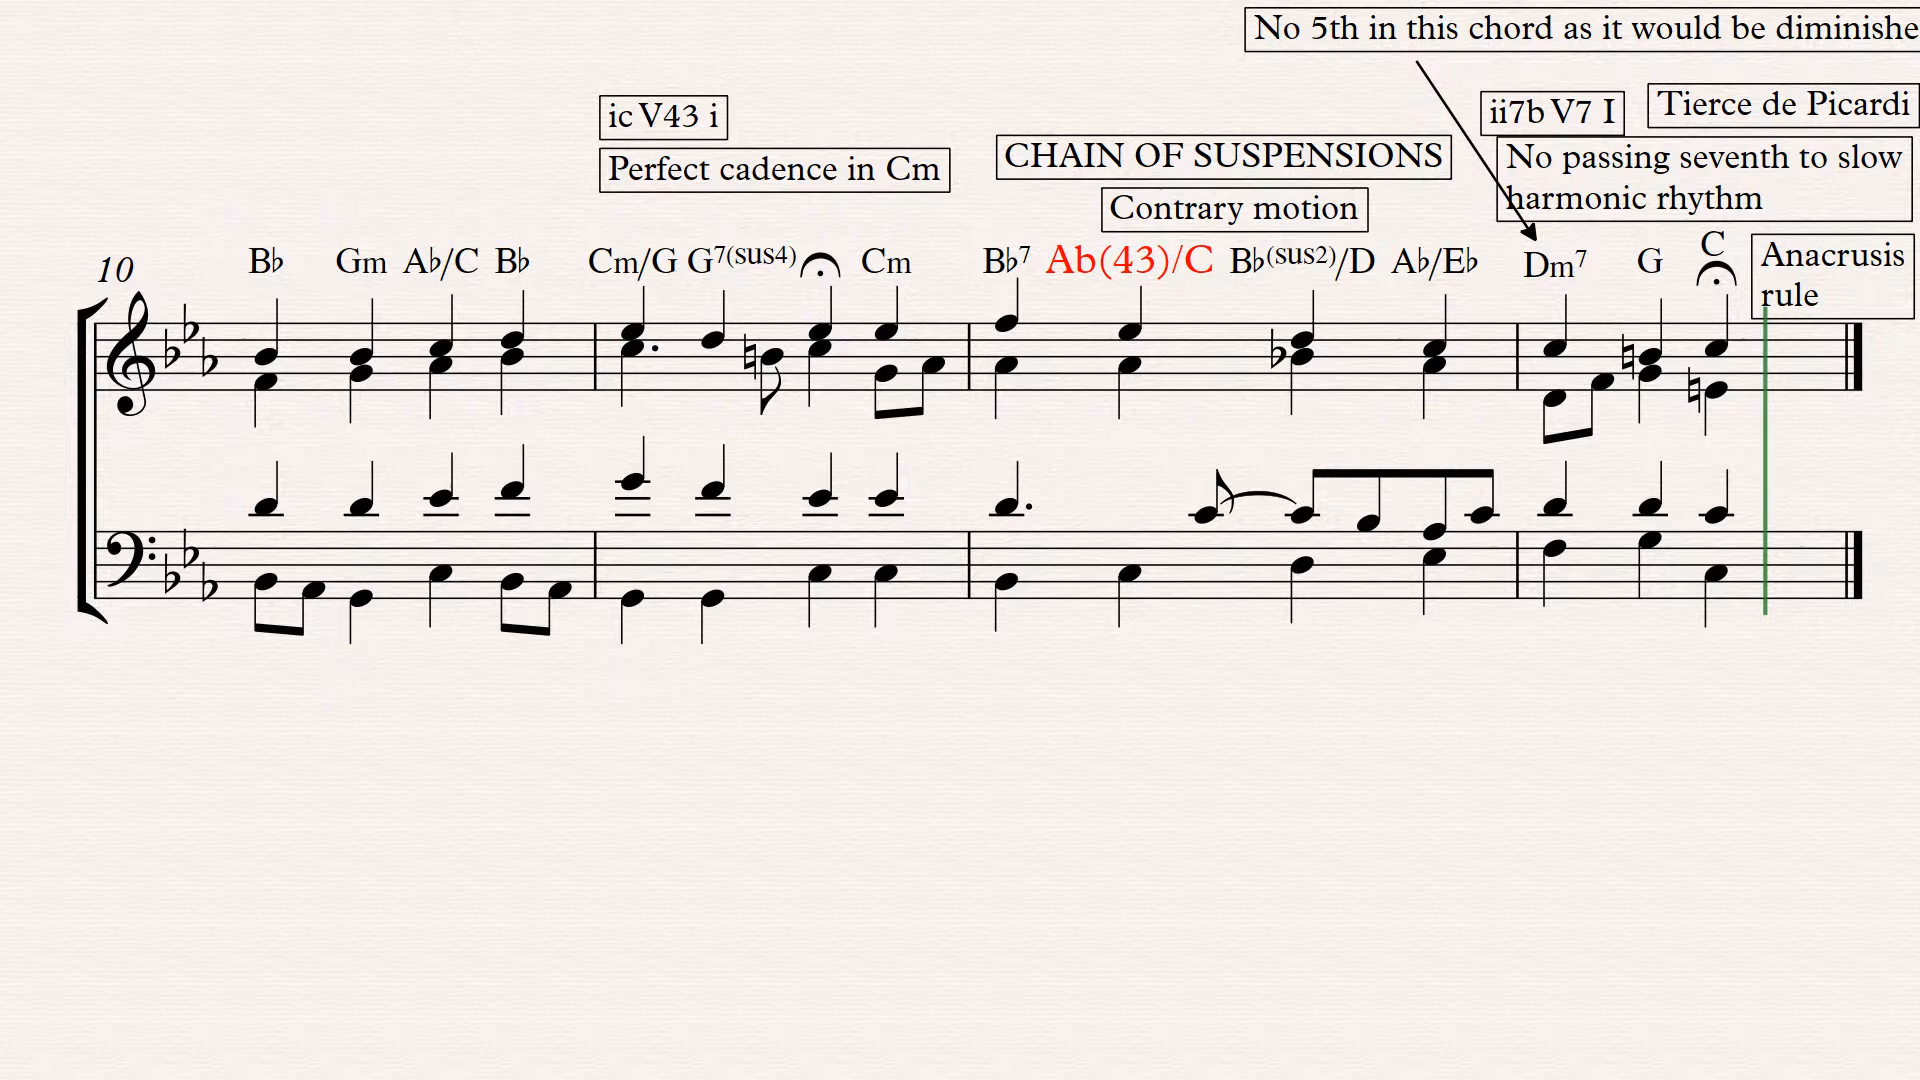 No 5th in this chord as it would be diminishe
ii7b V7 I
Tierce de Picardi
ic V43 i
Perfect cadence in Cm
CHAIN OF SUSPENSIONS
Contrary motion
No passing seventh to slow
harmonic rhythm
Anacrusis
rule
10
B♭ Gm A♭/C B♭ Cm/G G7(sus4) Cm B♭7 Ab(43)/C B♭(sus2)/D A♭/E♭ Dm7 G C